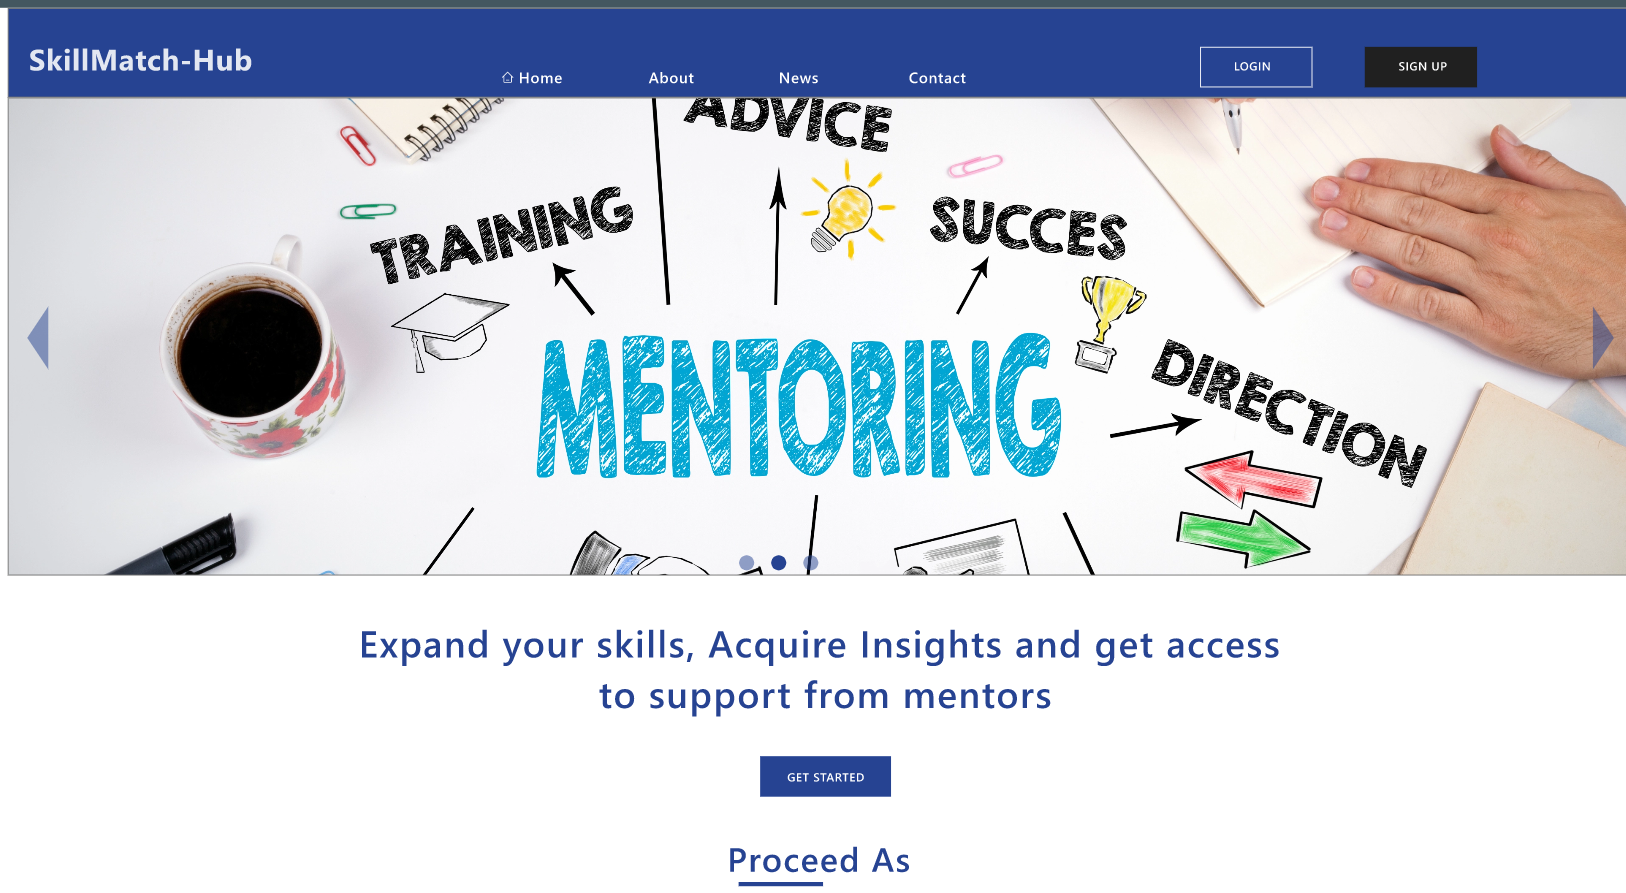 SkillMatch-Hub
Home About News Contact
LOGIN SIGN UP
ADVICE
TRAINING
SUCCES
MENTORING
DIRECTION
Expand your skills, Acquire Insights and get access
to support from mentors
GET STARTED
Proceed As